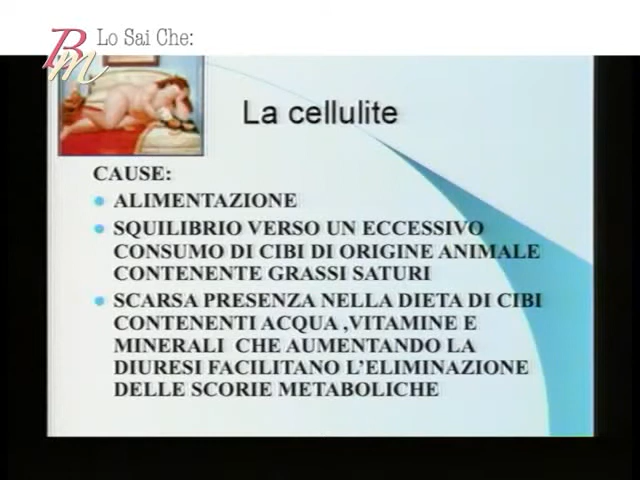 BM Lo Sai Che:
La cellulite
CAUSE:
ALIMENTAZIONE
SQUILIBRIO VERSO UN ECCESSIVO
CONSUMO DI CIBI DI ORIGINE ANIMALE
CONTENENTE GRASSI SATURI
SCARSA PRESENZA NELLA DIETA DI CIBI
CONTENENTI ACQUA ,VITAMINE E
MINERALI CHE AUMENTANDO LA
DIURESI FACILITANO L'ELIMINAZIONE
DELLE SCORIE METABOLICHE